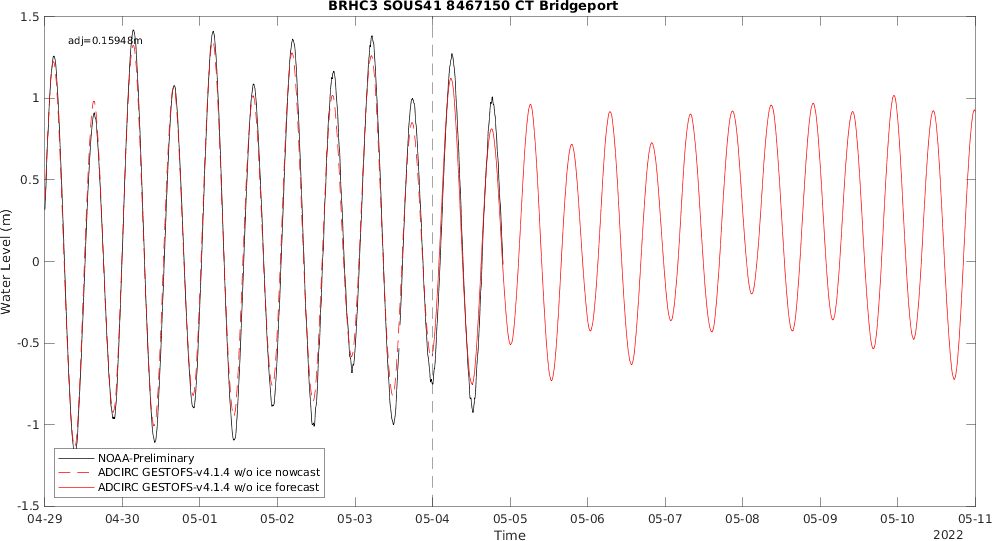 BRHC3 SOUS41 8467150 CT Bridgeport
adj=0.15948m
Water Level (m)
1.5
1
0.5
0
-0.5
-1
-1.5
NOAA-Preliminary
ADCIRC GESTOFS-v4.1.4 w/o ice nowcast
ADCIRC GESTOFS-v4.1.4 w/o ice forecast
04-29 04-30 05-01 05-02 05-03 05-04 05-05 05-06 05-07 05-08 05-09 05-10 05-11
Time
2022